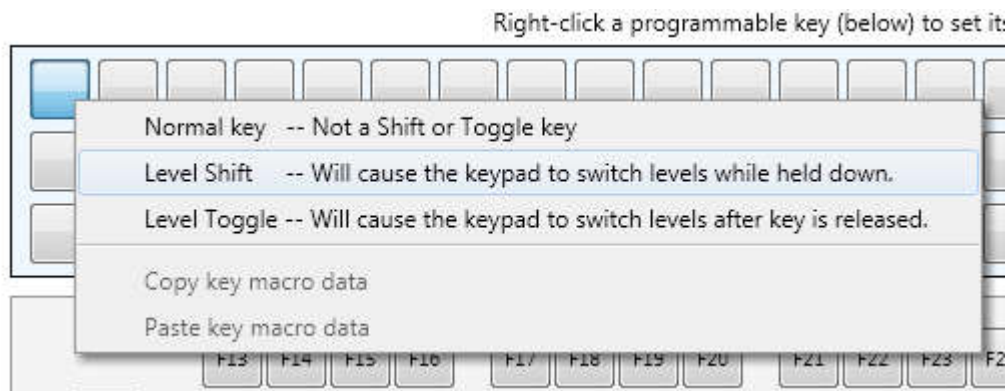 Right-click a programmable key (below) to set its
Normal key -- Not a Shift or Toggle key
Level Shift -- Will cause the keypad to switch levels while held down.
Level Toggle -- Will cause the keypad to switch levels after key is released.
Copy key macro data
Paste key macro data
F13 F14 F15 F16 F17 F18 F19 F20 F21 F22 F23